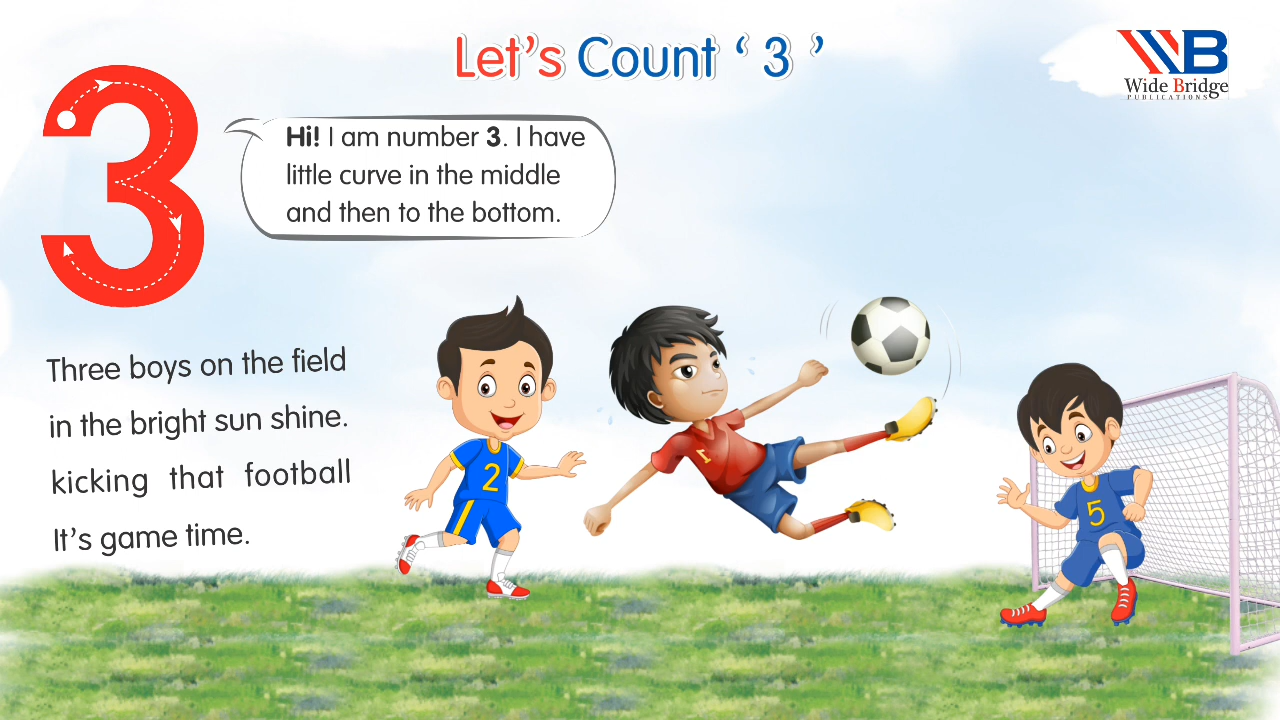 Let's Count ‘ 3 ’
Wide Bridge
PUBLICATIONS
3
Hi! I am number 3. I have
little curve in the middle
and then to the bottom.
Three boys on the field
in the bright sun shine.
kicking that football
It's game time.
2
1
5